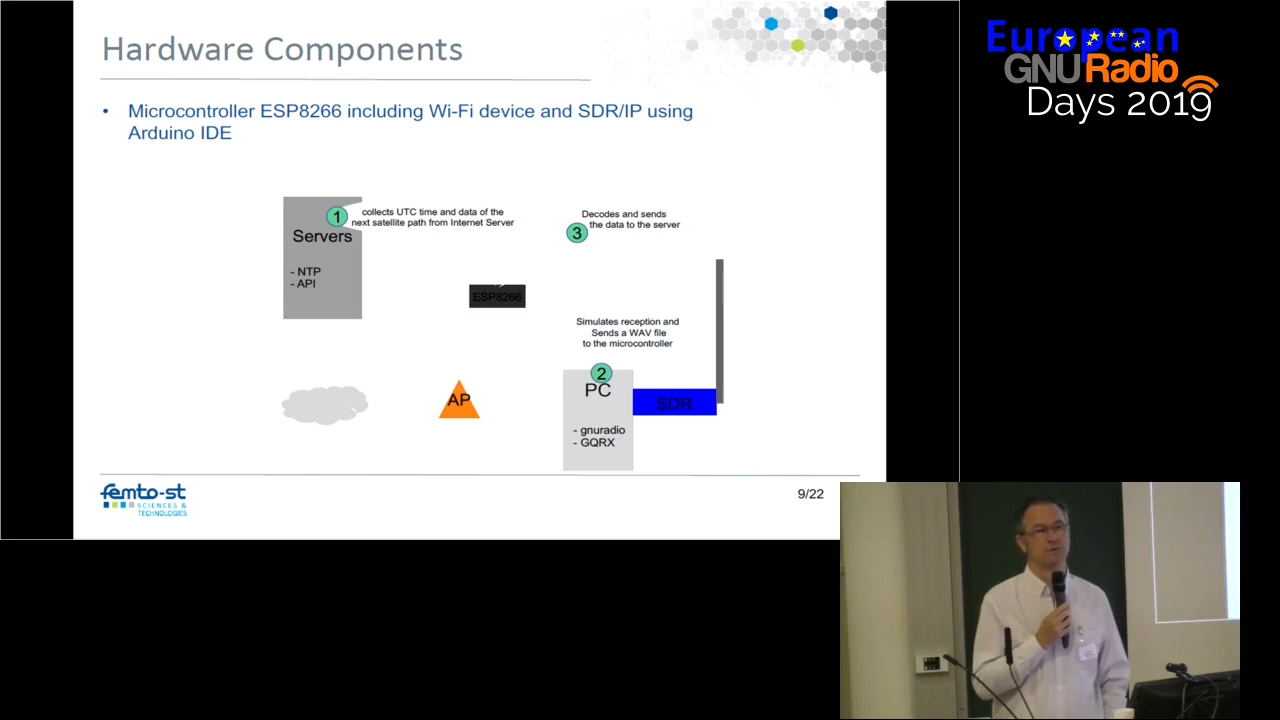 Hardware Components
• Microcontroller ESP8266 including Wi-Fi device and SDR/IP using
Arduino IDE
1
collects UTC time and data of the
next satellite path from Internet Server
Servers
- NTP
- API
Decodes and sends
the data to the server
3
ESP8266
Simulates reception and
Sends a WAV file
to the microcontroller
2
PC
- gnuradio
- GQRX
SDR
AP
femto-st
SCIENCES &
TECHNOLOGIES
9/22
European
GNURadio
Days 2019